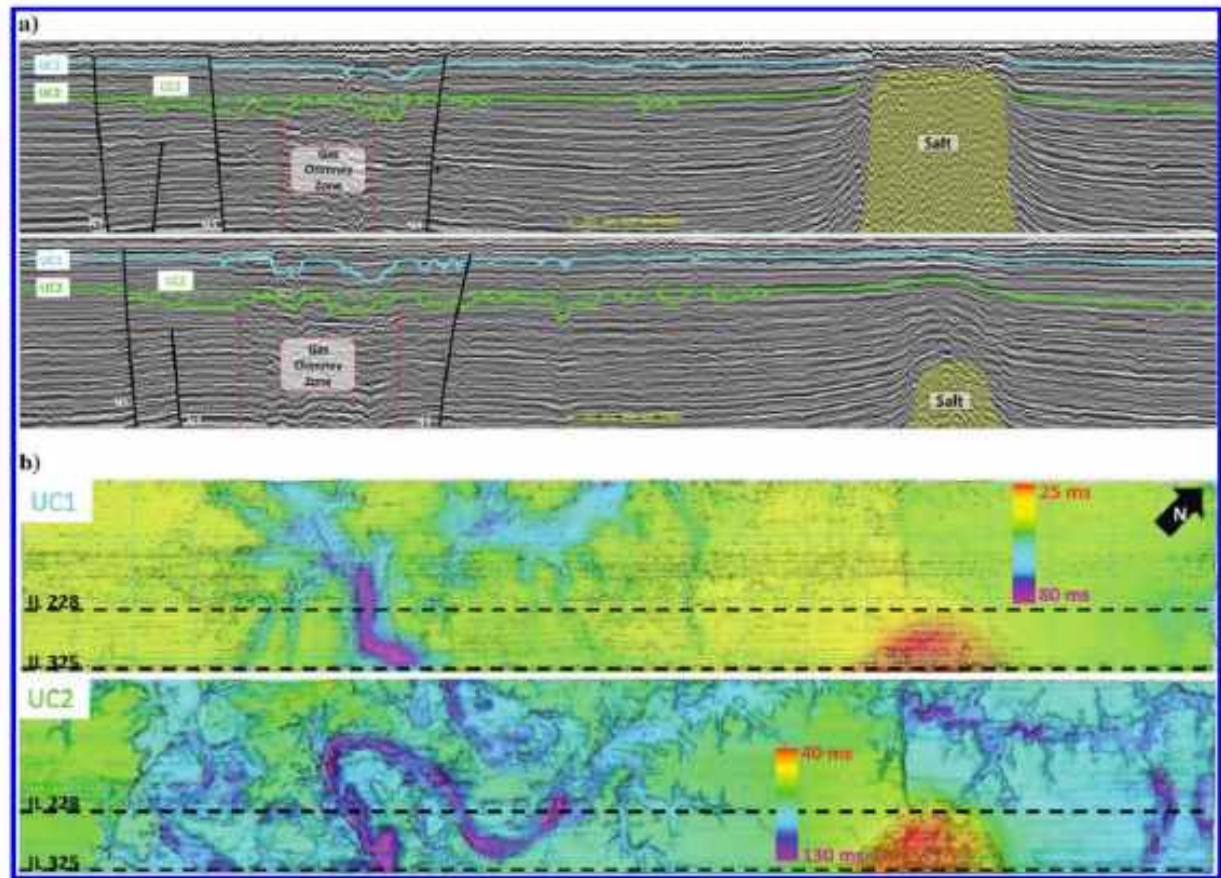 a)
UC1
UC2
UC2
Gas
Chimney
Zone
Salt
UC1
UC2
UC2
Gas
Chimney
Zone
Salt
b)
UC1
25 ms
80 ms
N
IL 228
IL 325
UC2
40 ms
130 ms
IL 228
IL 325